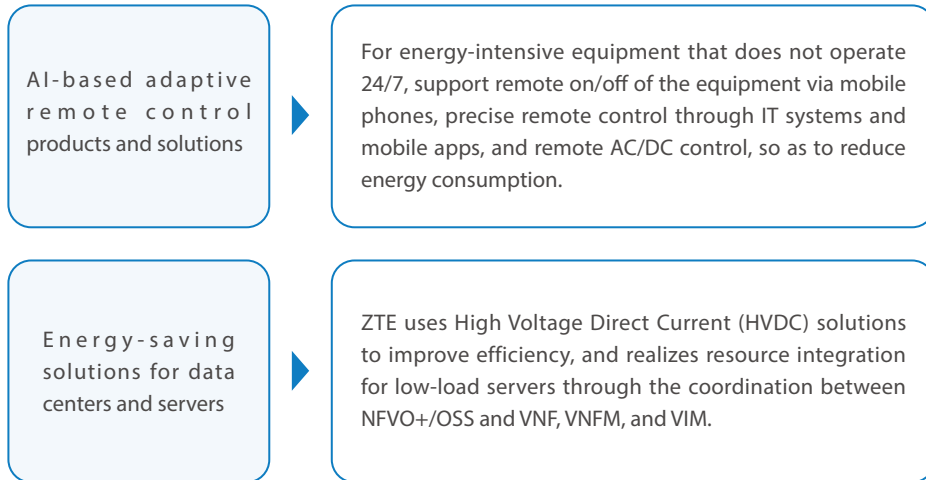 AI-based adaptive
remote control
products and solutions
For energy-intensive equipment that does not operate
24/7, support remote on/off of the equipment via mobile
phones, precise remote control through IT systems and
mobile apps, and remote AC/DC control, so as to reduce
energy consumption.
Energy-saving
solutions for data
centers and servers
ZTE uses High Voltage Direct Current (HVDC) solutions
to improve efficiency, and realizes resource integration
for low-load servers through the coordination between
NFVO+/OSS and VNF, VNFM, and VIM.